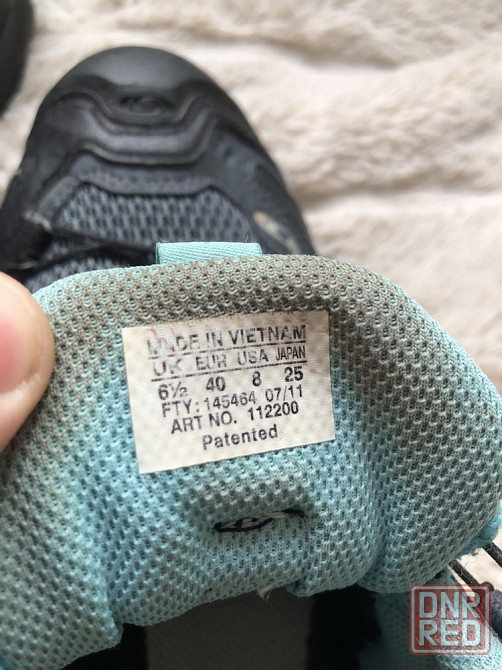 MADE IN VIETNAM
UK EUR USA JAPAN
6½ 40 8 25
FTY: 145464 07/11
ART NO. 112200
Patented
DNR
RED